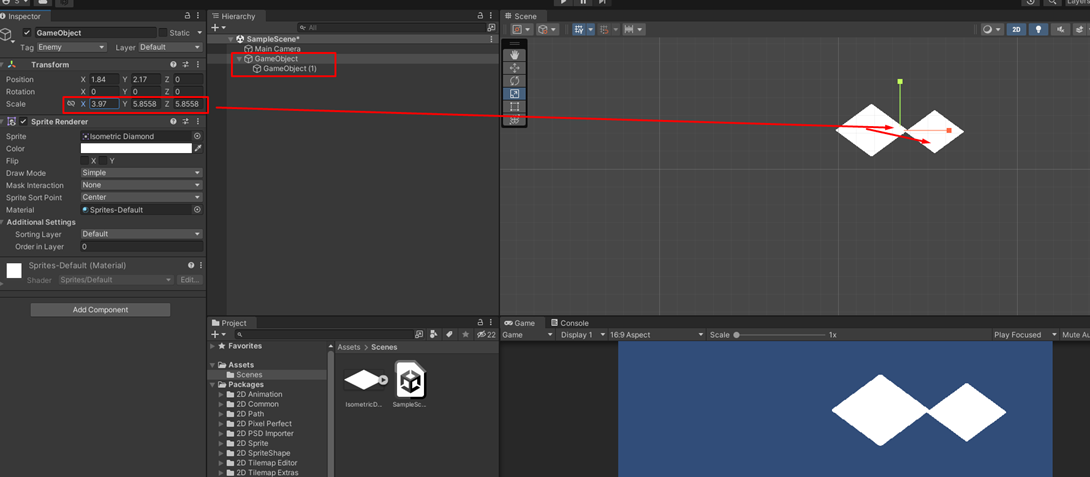 Layers
Inspector
GameObject
Static
Tag Enemy Layer Default
Transform
Position X 1.84 Y 2.17 Z 0
Rotation X 0 Y 0 Z 0
Scale X 3.97 Y 5.8558 Z 5.8558
Sprite Renderer
Sprite Isometric Diamond
Color
Flip X Y
Draw Mode Simple
Mask Interaction None
Sprite Sort Point Center
Material Sprites-Default
Additional Settings
Sorting Layer Default
Order in Layer 0
Sprites-Default (Material)
Shader Sprites/Default Edit...
Add Component
Hierarchy
All
SampleScene*
Main Camera
GameObject
GameObject (1)
Scene
2D
Project
22
Favorites
Assets
Scenes
Packages
2D Animation
2D Common
2D Path
2D Pixel Perfect
2D PSD Importer
2D Sprite
2D SpriteShape
2D Tilemap Editor
2D Tilemap Extras
Assets > Scenes
IsometricD...
SampleSc...
Game Console
Game Display 1 16:9 Aspect Scale 1x Play Focused Mute Au